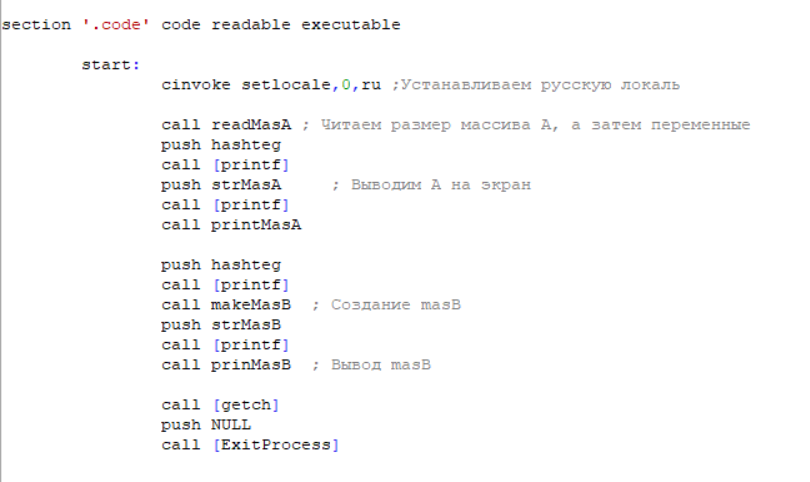 section '.code' code readable executable
start:
cinvoke setlocale,0,ru ;Устанавливаем русскую локаль
call readMasA ; Читаем размер массива A, а затем переменные
push hashteg
call [printf]
push strMasA ; Выводим A на экран
call [printf]
call printMasA
push hashteg
call [printf]
call makeMasB ; Создание masB
push strMasB
call [printf]
call prinMasB ; Вывод masB
call [getch]
push NULL
call [ExitProcess]